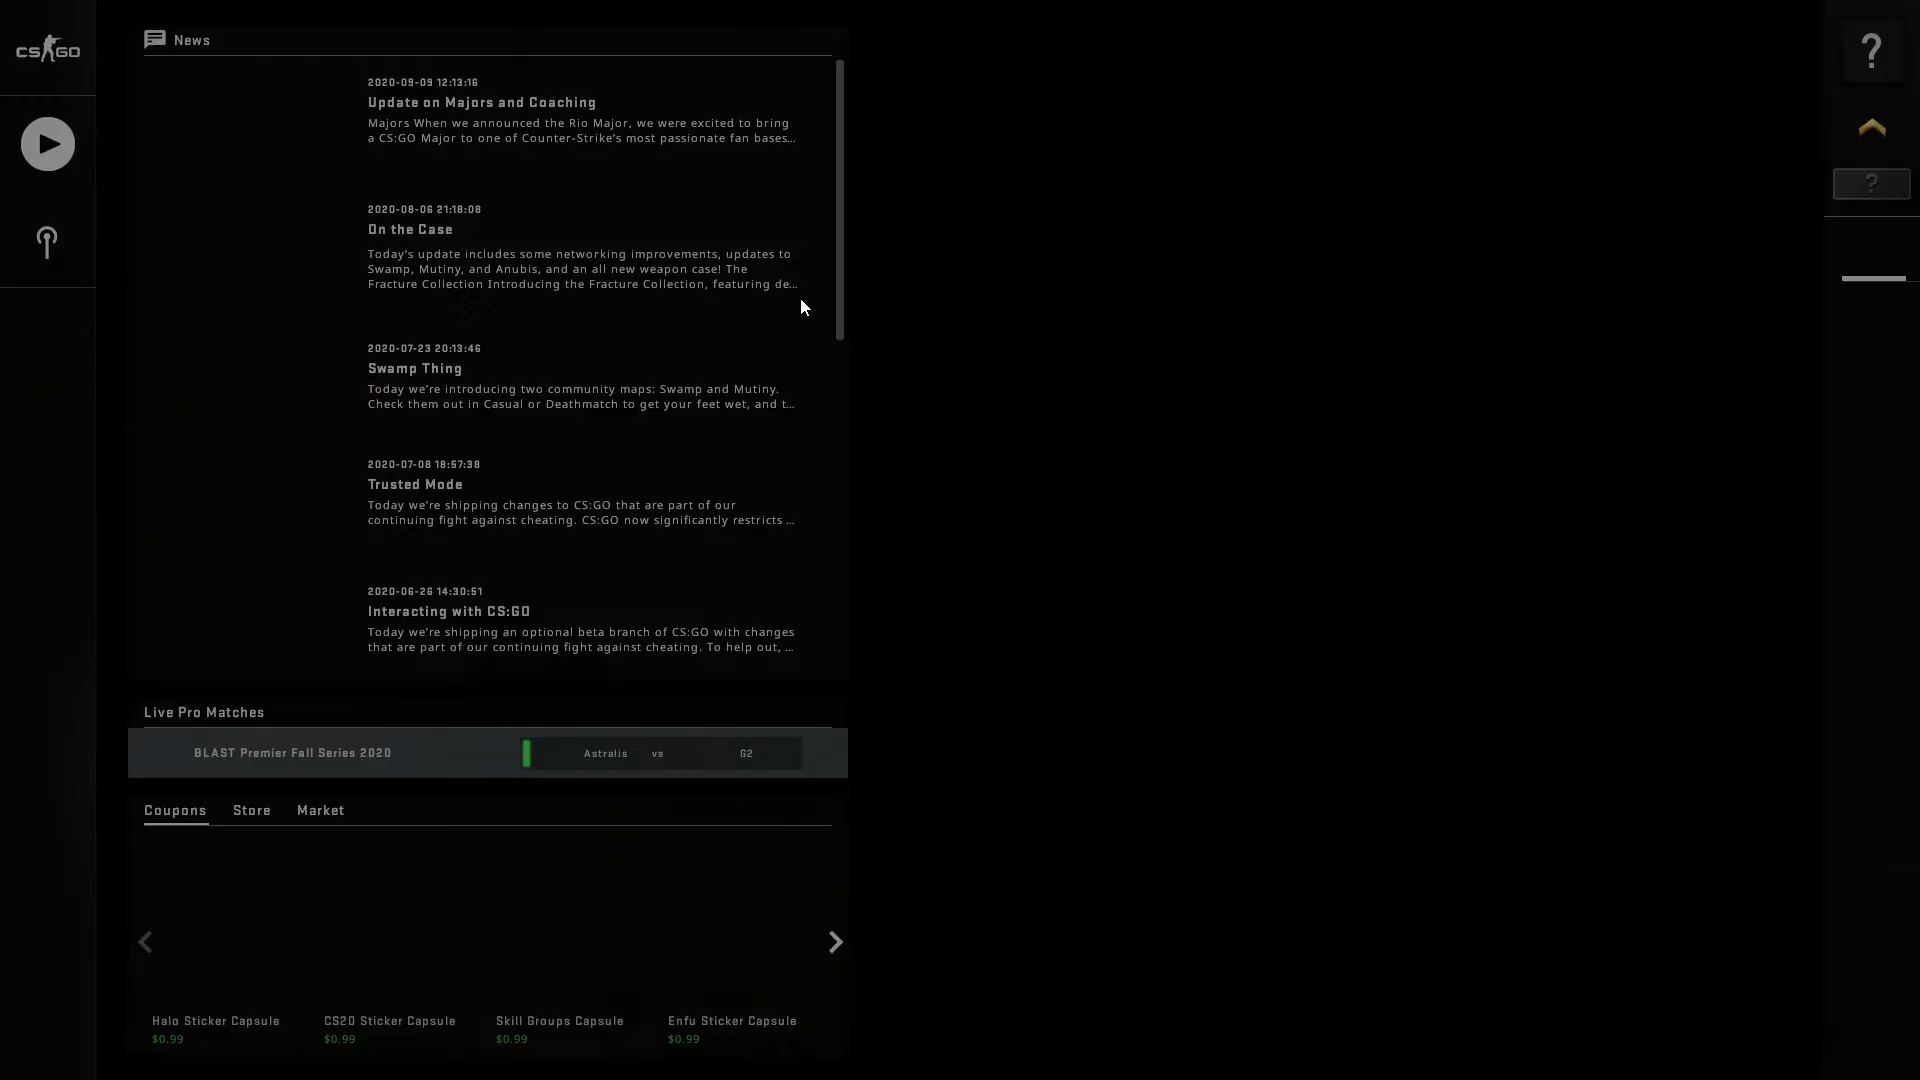 CS GO
News
2020-09-09 12:13:16
Update on Majors and Coaching
Majors When we announced the Rio Major, we were excited to bring
a CS:GO Major to one of Counter-Strike's most passionate fan bases...
2020-08-06 21:18:08
On the Case
Today's update includes some networking improvements, updates to
Swamp, Mutiny, and Anubis, and an all new weapon case! The
Fracture Collection Introducing the Fracture Collection, featuring de...
2020-07-23 20:13:46
Swamp Thing
Today we're introducing two community maps: Swamp and Mutiny.
Check them out in Casual or Deathmatch to get your feet wet, and t...
2020-07-08 18:57:38
Trusted Mode
Today we're shipping changes to CS:GO that are part of our
continuing fight against cheating. CS:GO now significantly restricts ...
2020-06-26 14:30:51
Interacting with CS:GO
Today we're shipping an optional beta branch of CS:GO with changes
that are part of our continuing fight against cheating. To help out, ...
Live Pro Matches
BLAST Premier Fall Series 2020 Astralis vs G2
Coupons Store Market
Halo Sticker Capsule CS20 Sticker Capsule Skill Groups Capsule Enfu Sticker Capsule
$0.99 $0.99 $0.99 $0.99
?
?